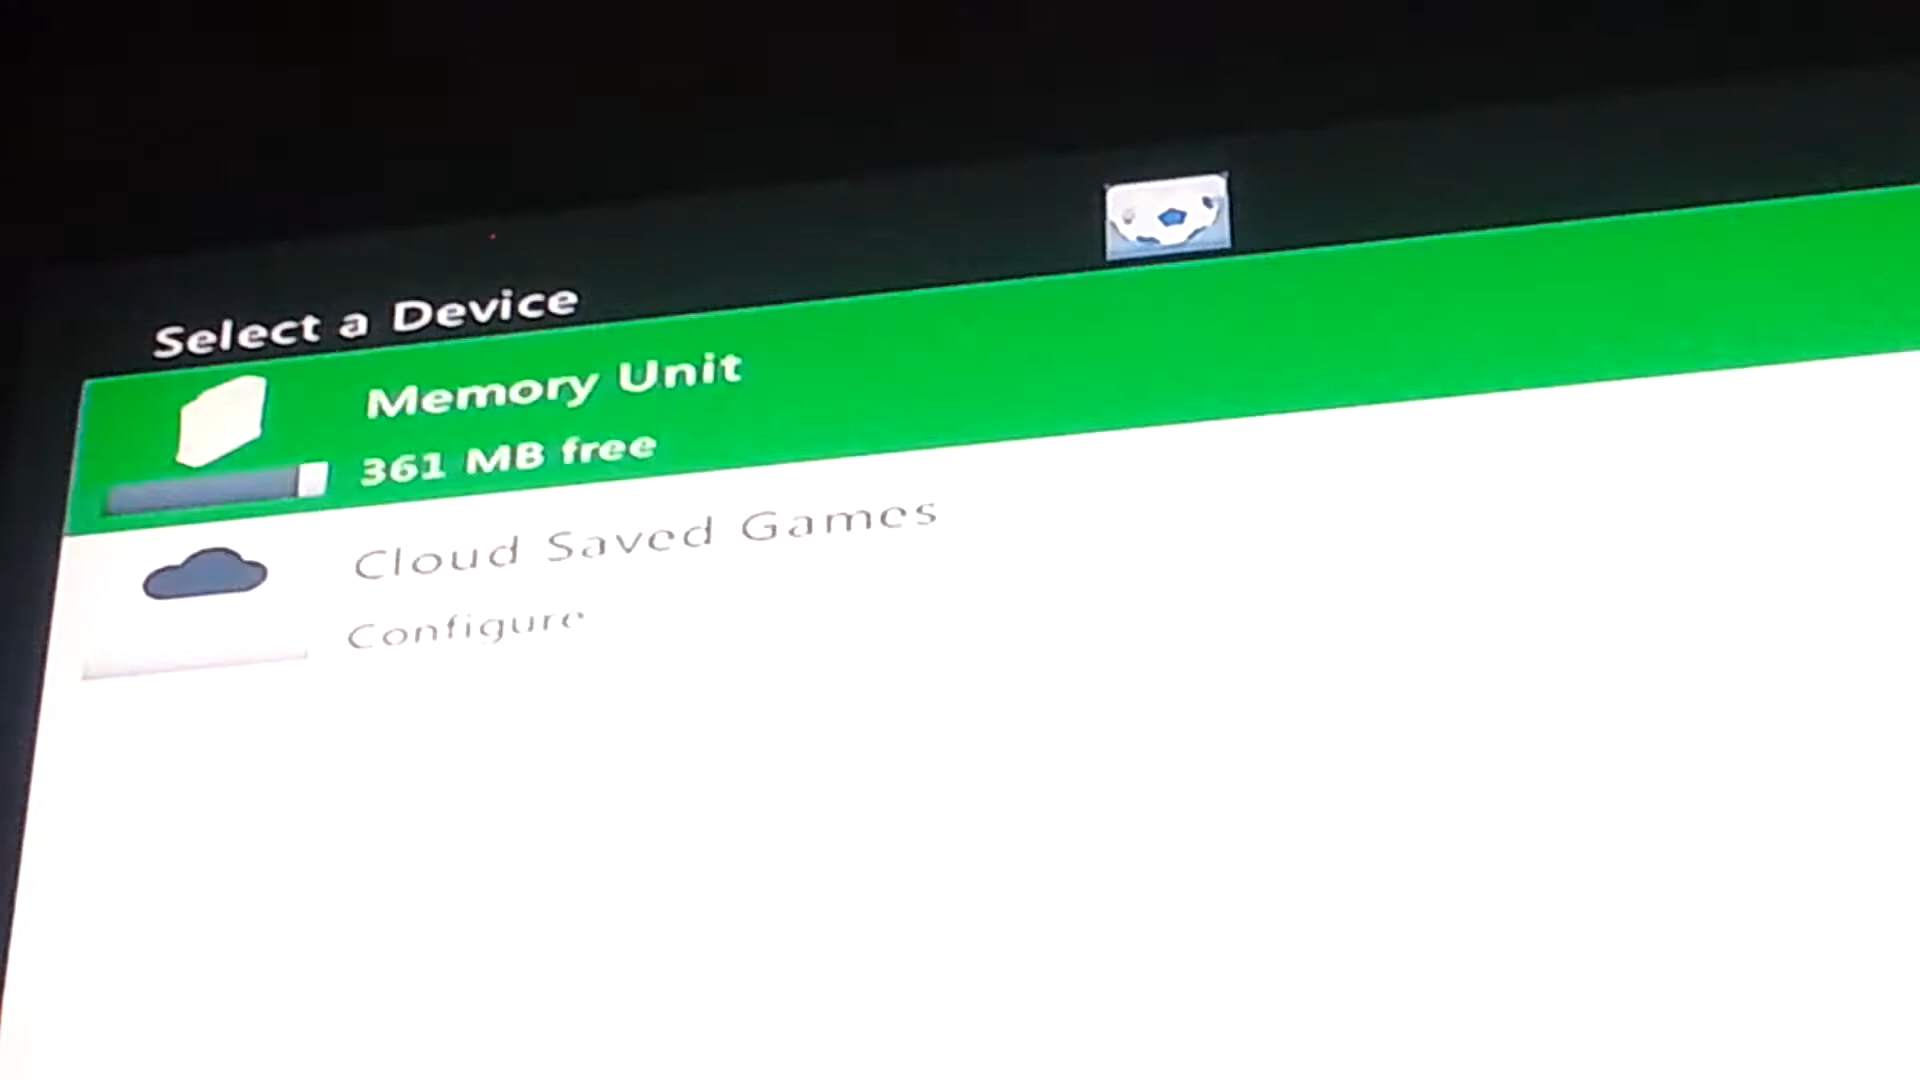 Select a Device
Memory Unit
361 MB free
Cloud Saved Games
Configure